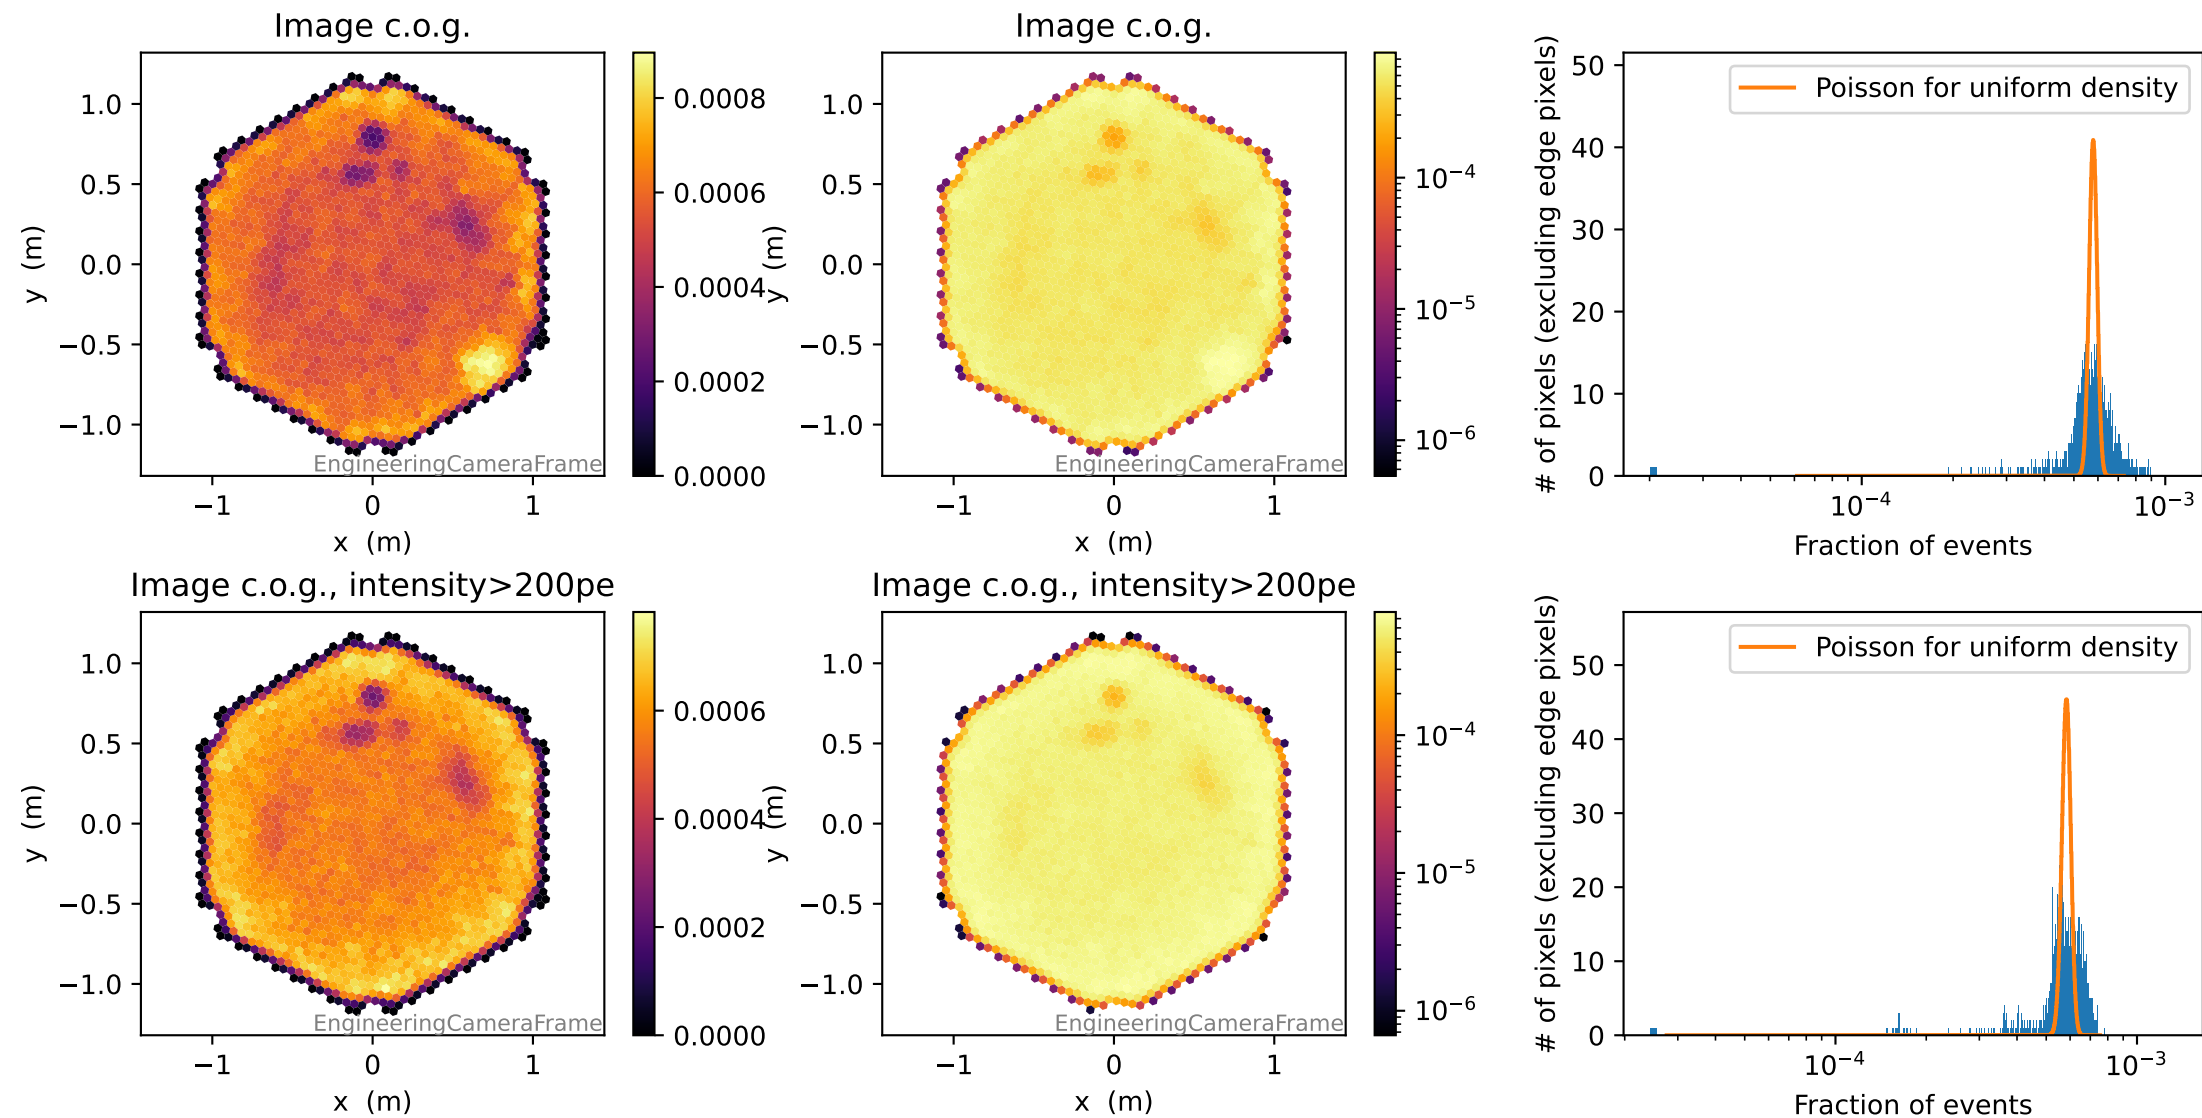 Image c.o.g.
1.0
0.5
0.0
−0.5
−1.0
y (m)
−1
0
1
x (m)
EngineeringCameraFrame
0.0008
0.0006
0.0004
0.0002
0.0000
Image c.o.g.
1.0
0.5
0.0
−0.5
−1.0
y (m)
−1
0
1
x (m)
EngineeringCameraFrame
10⁻⁴
10⁻⁵
10⁻⁶
Poisson for uniform density
50
40
30
20
10
0
# of pixels (excluding edge pixels)
10⁻⁴
10⁻³
Fraction of events
Image c.o.g., intensity>200pe
1.0
0.5
0.0
−0.5
−1.0
y (m)
−1
0
1
x (m)
EngineeringCameraFrame
0.0006
0.0004
0.0002
0.0000
Image c.o.g., intensity>200pe
1.0
0.5
0.0
−0.5
−1.0
y (m)
−1
0
1
x (m)
EngineeringCameraFrame
10⁻⁴
10⁻⁵
10⁻⁶
Poisson for uniform density
50
40
30
20
10
0
# of pixels (excluding edge pixels)
10⁻⁴
10⁻³
Fraction of events